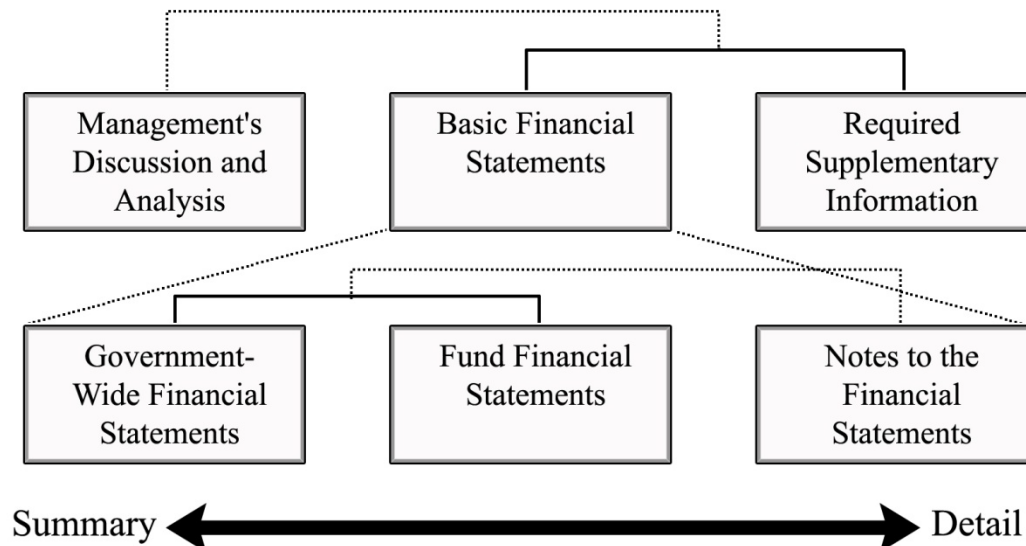 Management's
Discussion and
Analysis
Basic Financial
Statements
Required
Supplementary
Information
Government-
Wide Financial
Statements
Fund Financial
Statements
Notes to the
Financial
Statements
Summary
Detail